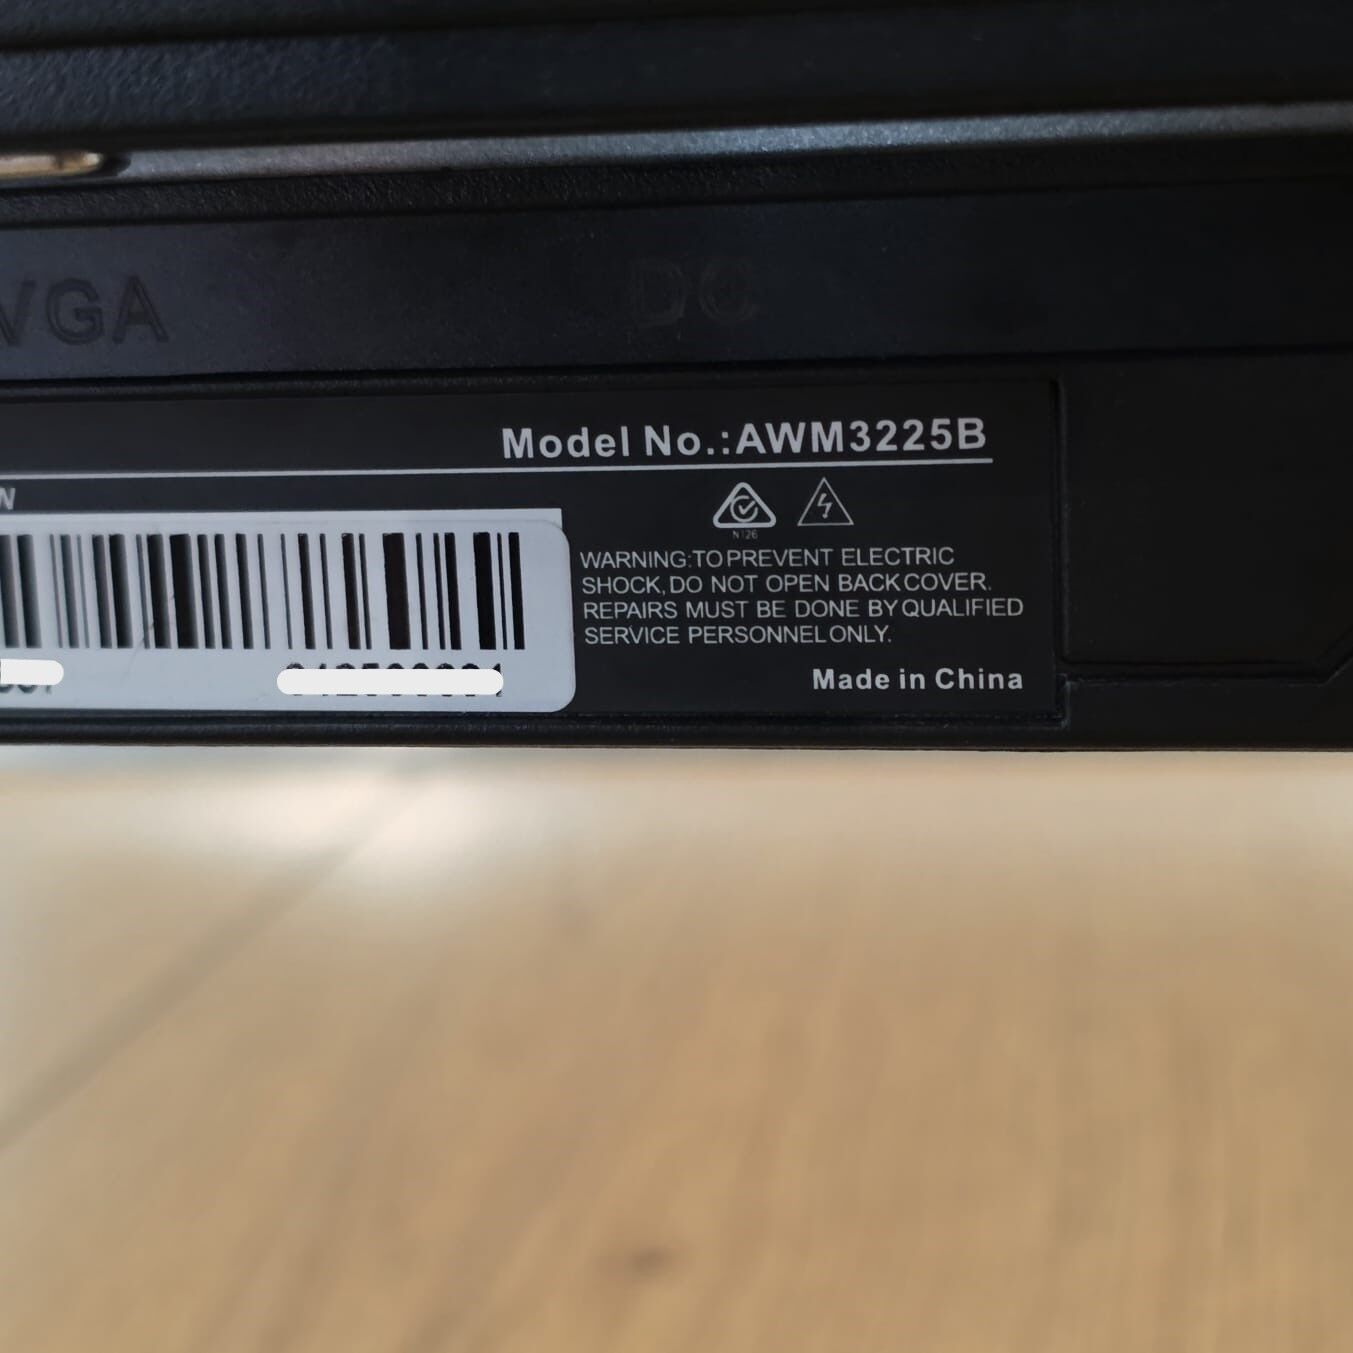 VGA
DC
Model No.:AWM3225B
N126
WARNING:TO PREVENT ELECTRIC
SHOCK,DO NOT OPEN BACK COVER.
REPAIRS MUST BE DONE BY QUALIFIED
SERVICE PERSONNEL ONLY.
Made in China